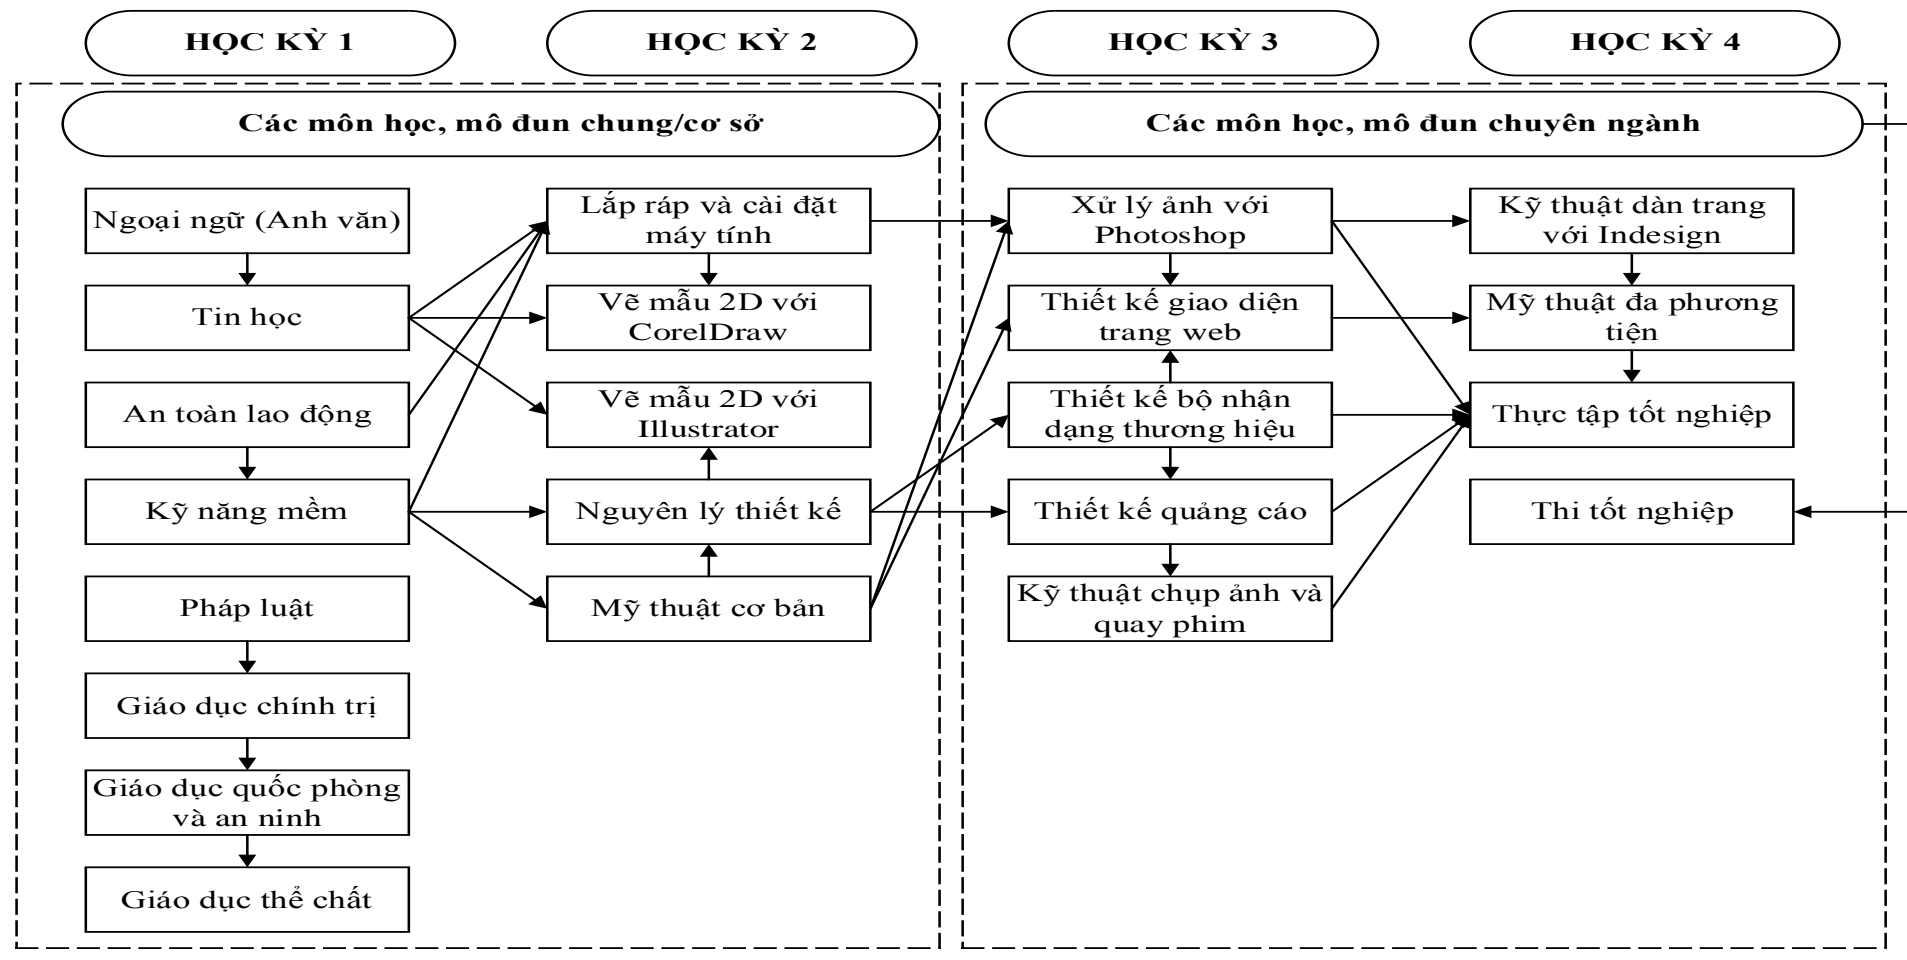 HỌC KỲ 1
HỌC KỲ 2
HỌC KỲ 3
HỌC KỲ 4
Các môn học, mô đun chung/cơ sở
Các môn học, mô đun chuyên ngành
Ngoại ngữ (Anh văn)
Tin học
An toàn lao động
Kỹ năng mềm
Pháp luật
Giáo dục chính trị
Giáo dục quốc phòng
và an ninh
Giáo dục thể chất
Lắp ráp và cài đặt
máy tính
Vẽ mẫu 2D với
CorelDraw
Vẽ mẫu 2D với
Illustrator
Nguyên lý thiết kế
Mỹ thuật cơ bản
Xử lý ảnh với
Photoshop
Thiết kế giao diện
trang web
Thiết kế bộ nhận
dạng thương hiệu
Thiết kế quảng cáo
Kỹ thuật chụp ảnh và
quay phim
Kỹ thuật dàn trang
với Indesign
Mỹ thuật đa phương
tiện
Thực tập tốt nghiệp
Thi tốt nghiệp